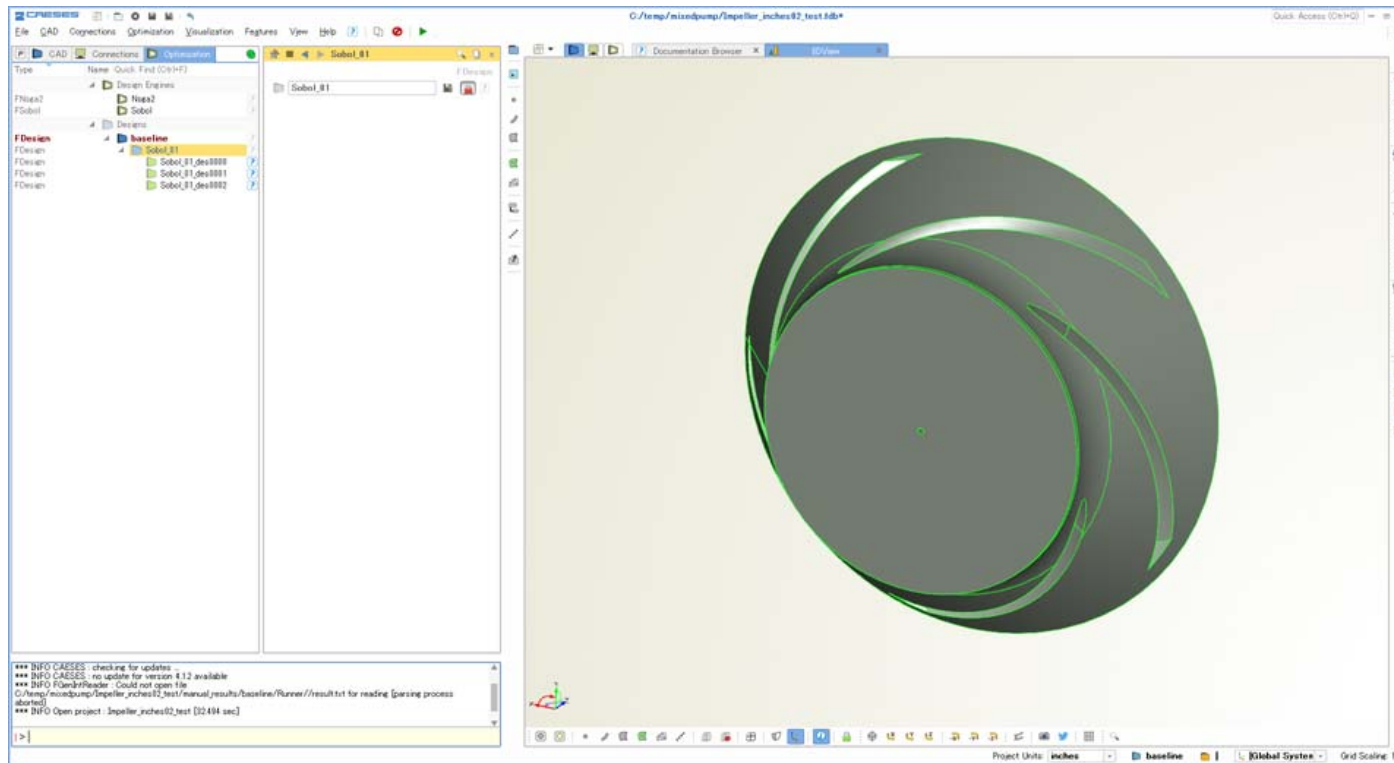 CAESES
C:/temp/mixedpump/Impeller_inches02_test.fdb*
Quick Access (Ctrl+Q)
File CAD Connections Optimization Visualization Features View Help
CAD Connections Optimization
Sobol_01
Documentation Browser
3DView
Type Name Quick Find (Ctrl+F)
FDesign
Design Engines
Sobol_01
FNsga2 Nsga2
FSobol Sobol
Designs
FDesign baseline
FDesign Sobol_01
FDesign Sobol_01_des0000
FDesign Sobol_01_des0001
FDesign Sobol_01_des0002
*** INFO CAESES : checking for updates ..
*** INFO CAESES : no update for version 4.1.2 available
*** INFO FGenIntReader : Could not open file
C:/temp/mixedpump/Impeller_inches02_test/manual_results/baseline/Runner//result.txt for reading [parsing process
aborted]
*** INFO Open project : Impeller_inches02_test [32.494 sec]
|>
Project Units: inches baseline Global System Grid Scaling: